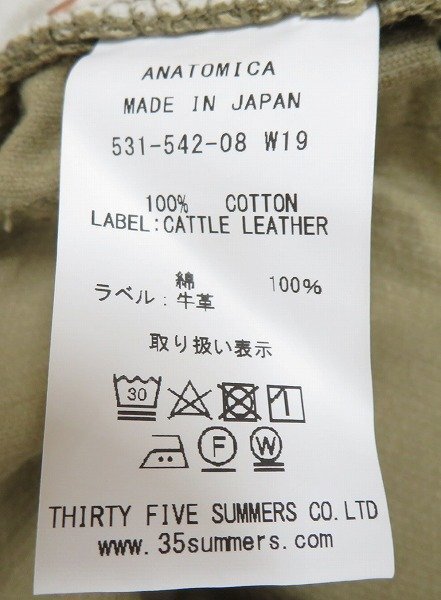 ANATOMICA
MADE IN JAPAN
531-542-08 W19
100% COTTON
LABEL:CATTLE LEATHER
綿 100%
ラベル:牛革
取り扱い表示
30
F W
THIRTY FIVE SUMMERS CO.LTD
www.35summers.com